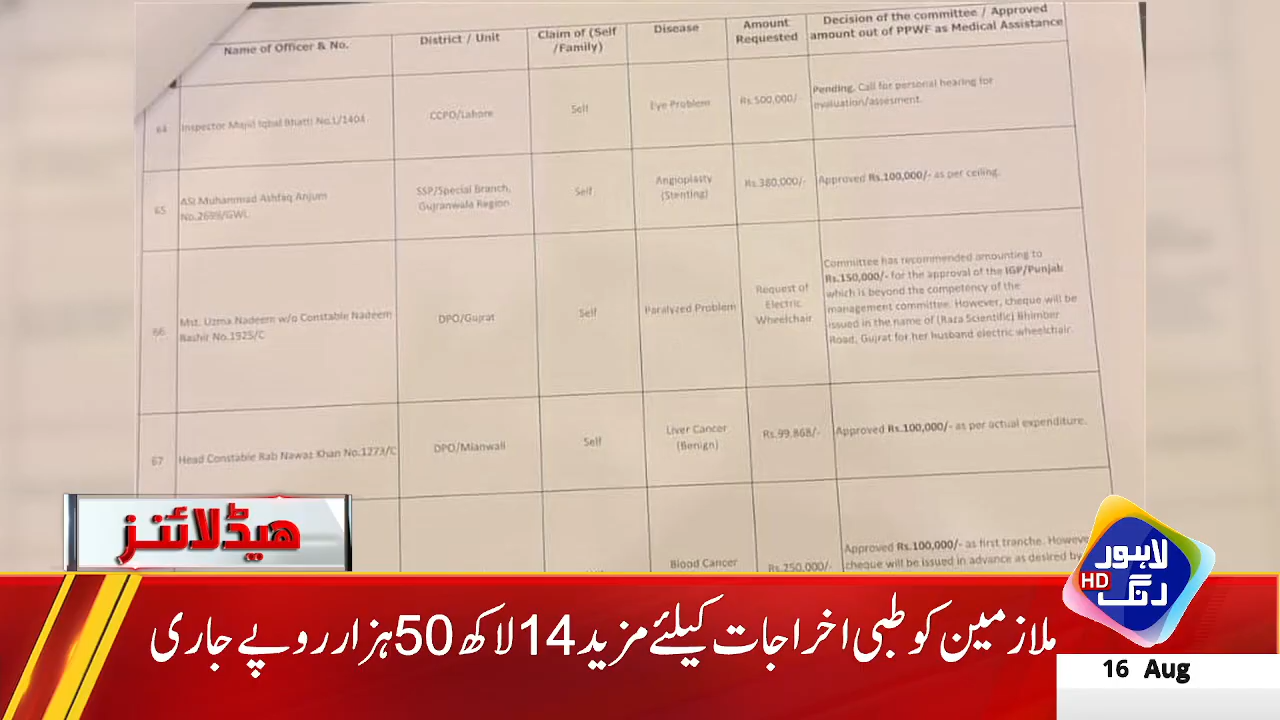 Name of Officer & No.
District / Unit
Claim of (Self
/Family)
Disease
Amount
Requested
Decision of the committee / Approved
amount out of PPWF as Medical Assistance
64
Inspector Majid Iqbal Bhatti No.L/1404
CCPO/Lahore
Self
Eye Problem
Rs.500,000/-
Pending. Call for personal hearing for
evaluation/assesment.
65
ASI Muhammad Ashfaq Anjum
No.2699/GWL
SSP/Special Branch,
Gujranwala Region
Self
Angioplasty
(Stenting)
Rs.380,000/-
Approved Rs.100,000/- as per ceiling.
66
Mst. Uzma Nadeem w/o Constable Nadeem
Bashir No.1925/C
DPO/Gujrat
Self
Paralyzed Problem
Request of
Electric
Wheelchair
Committee has recommended amounting to
Rs.150,000/- for the approval of the IGP/Punjab
which is beyond the competency of the
management committee. However, cheque will be
issued in the name of (Raza Scientific) Bhimber
Road, Gujrat for her husband electric wheelchair.
67
Head Constable Rab Nawaz Khan No.1273/C
DPO/Mianwali
Self
Liver Cancer
(Benign)
Rs.99,868/-
Approved Rs.100,000/- as per actual expenditure.
Blood Cancer
Rs.250,000/-
Approved Rs.100,000/- as first tranche. However
cheque will be issued in advance as desired by
ہیڈلائنز
لاہور
رنگ
HD
ملازمین کو طبی اخراجات کیلئے مزید 14 لاکھ 50 ہزار روپے جاری
16 Aug